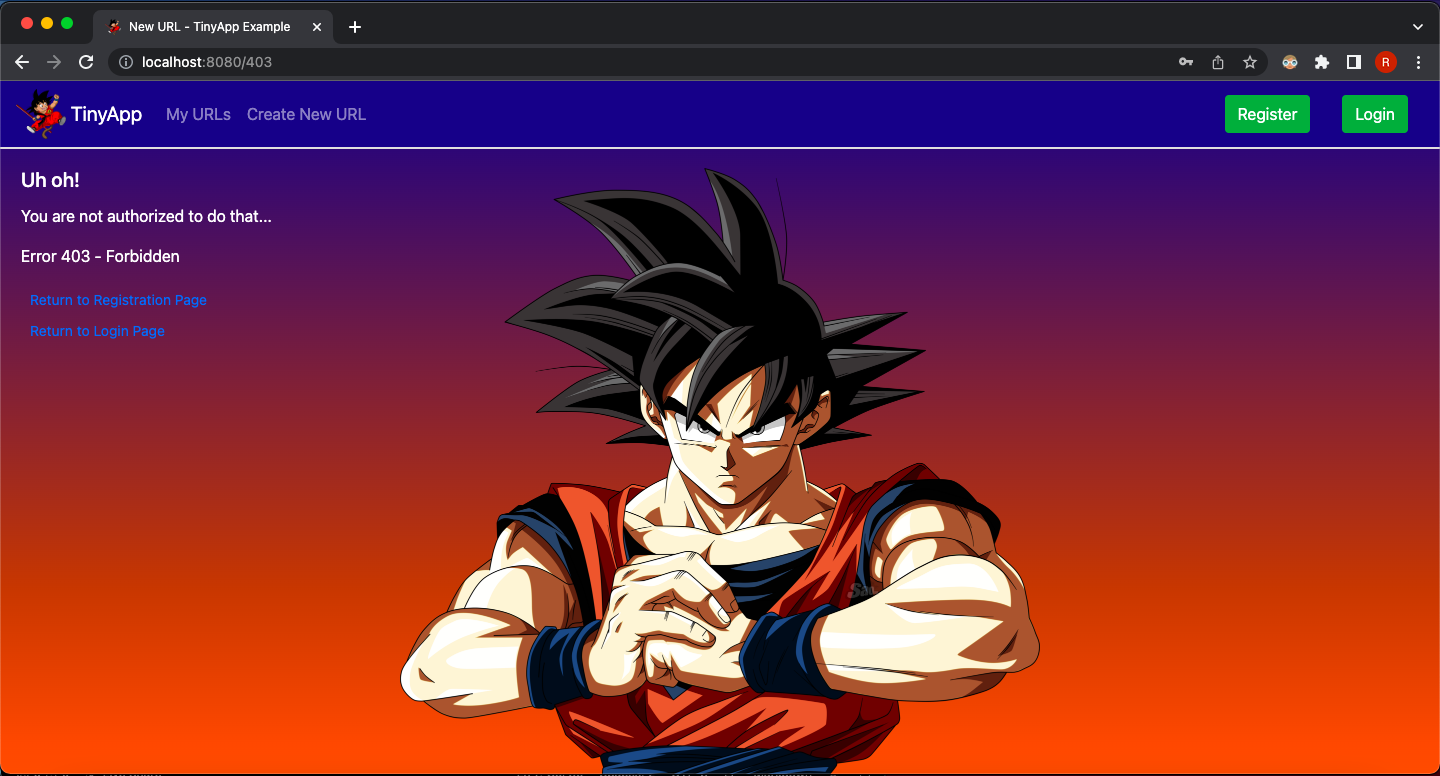 New URL - TinyApp Example
localhost:8080/403
R
TinyApp My URLs Create New URL Register Login
Uh oh!
You are not authorized to do that...
Error 403 - Forbidden
Return to Registration Page
Return to Login Page